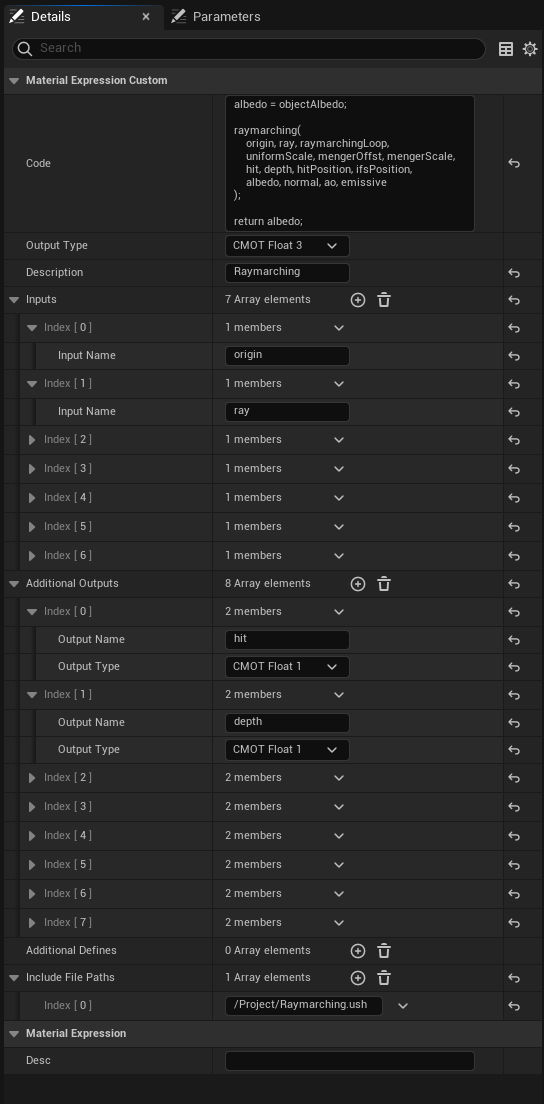 Details
Parameters
Search
Material Expression Custom
Code
albedo = objectAlbedo;
raymarching(
origin, ray, raymarchingLoop,
uniformScale, mengerOffst, mengerScale,
hit, depth, hitPosition, ifsPosition,
albedo, normal, ao, emissive
);
return albedo;
Output Type CMOT Float 3
Description Raymarching
Inputs 7 Array elements
Index [ 0 ] 1 members
Input Name origin
Index [ 1 ] 1 members
Input Name ray
Index [ 2 ] 1 members
Index [ 3 ] 1 members
Index [ 4 ] 1 members
Index [ 5 ] 1 members
Index [ 6 ] 1 members
Additional Outputs 8 Array elements
Index [ 0 ] 2 members
Output Name hit
Output Type CMOT Float 1
Index [ 1 ] 2 members
Output Name depth
Output Type CMOT Float 1
Index [ 2 ] 2 members
Index [ 3 ] 2 members
Index [ 4 ] 2 members
Index [ 5 ] 2 members
Index [ 6 ] 2 members
Index [ 7 ] 2 members
Additional Defines 0 Array elements
Include File Paths 1 Array elements
Index [ 0 ] /Project/Raymarching.ush
Material Expression
Desc